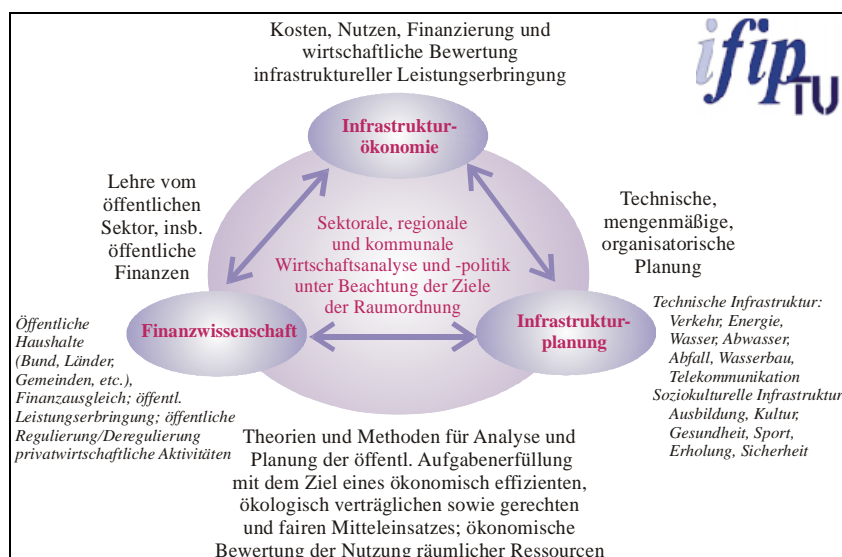 Kosten, Nutzen, Finanzierung und
wirtschaftliche Bewertung
infrastruktureller Leistungserbringung
ifip
TU
Infrastruktur-
ökonomie
Lehre vom
öffentlichen
Sektor, insb.
öffentliche
Finanzen
Sektorale, regionale
und kommunale
Wirtschaftsanalyse und -politik
unter Beachtung der Ziele
der Raumordnung
Technische,
mengenmäßige,
organisatorische
Planung
Finanzwissenschaft
Infrastruktur-
planung
Öffentliche
Haushalte
(Bund, Länder,
Gemeinden, etc.),
Finanzausgleich; öffentl.
Leistungserbringung; öffentliche
Regulierung/Deregulierung
privatwirtschaftliche Aktivitäten
Technische Infrastruktur:
Verkehr, Energie,
Wasser, Abwasser,
Abfall, Wasserbau,
Telekommunikation
Soziokulturelle Infrastruktur
Ausbildung, Kultur,
Gesundheit, Sport,
Erholung, Sicherheit
Theorien und Methoden für Analyse und
Planung der öffentl. Aufgabenerfüllung
mit dem Ziel eines ökonomisch effizienten,
ökologisch verträglichen sowie gerechten
und fairen Mitteleinsatzes; ökonomische
Bewertung der Nutzung räumlicher Ressourcen